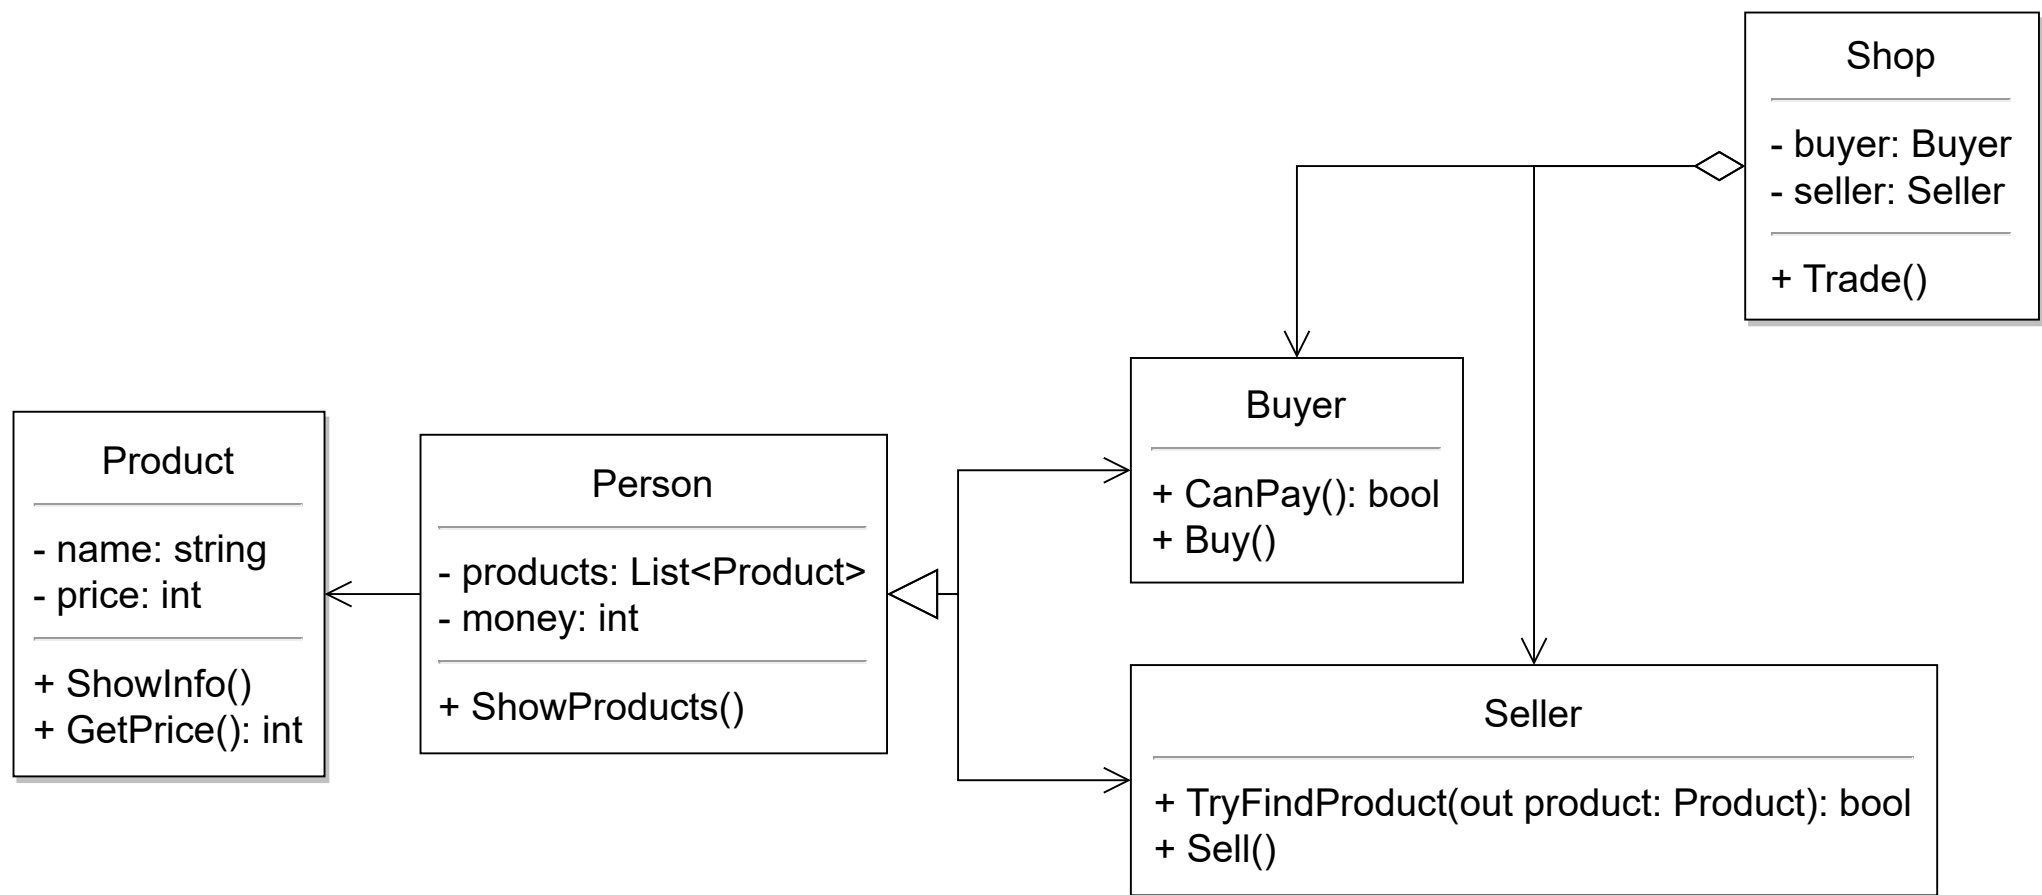 Shop
- buyer: Buyer
- seller: Seller
+ Trade()
Buyer
+ CanPay(): bool
+ Buy()
Product
- name: string
- price: int
+ ShowInfo()
+ GetPrice(): int
Person
- products: List<Product>
- money: int
+ ShowProducts()
Seller
+ TryFindProduct(out product: Product): bool
+ Sell()